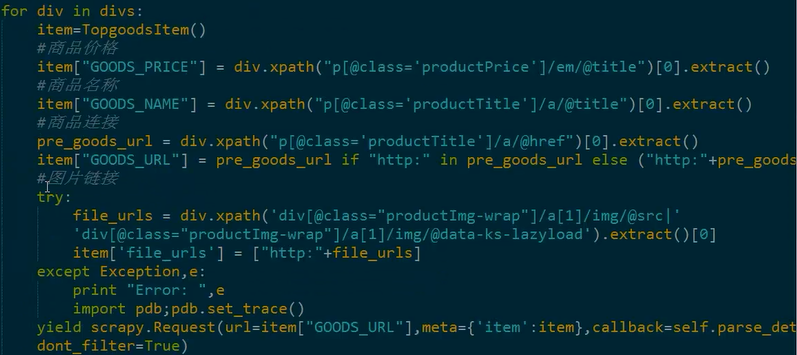 for div in divs:
    item=TopgoodsItem()
    #商品价格
    item["GOODS_PRICE"] = div.xpath("p[@class='productPrice']/em/@title")[0].extract()
    #商品名称
    item["GOODS_NAME"] = div.xpath("p[@class='productTitle']/a/@title")[0].extract()
    #商品连接
    pre_goods_url = div.xpath("p[@class='productTitle']/a/@href")[0].extract()
    item["GOODS_URL"] = pre_goods_url if "http:" in pre_goods_url else ("http:"+pre_goods
    #图片链接
    try:
        file_urls = div.xpath('div[@class="productImg-wrap"]/a[1]/img/@src|'
        'div[@class="productImg-wrap"]/a[1]/img/@data-ks-lazyload').extract()[0]
        item['file_urls'] = ["http:"+file_urls]
    except Exception,e:
        print "Error: ",e
        import pdb;pdb.set_trace()
    yield scrapy.Request(url=item["GOODS_URL"],meta={'item':item},callback=self.parse_det
    dont_filter=True)